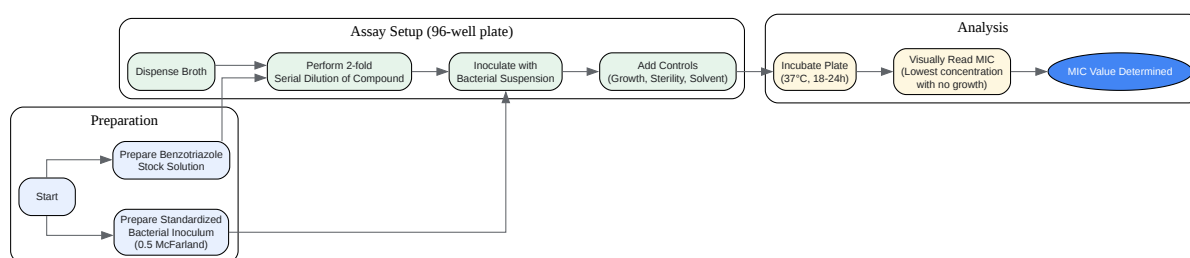 Preparation
Start
Prepare Benzotriazole
Stock Solution
Prepare Standardized
Bacterial Inoculum
(0.5 McFarland)
Assay Setup (96-well plate)
Dispense Broth
Perform 2-fold
Serial Dilution of Compound
Inoculate with
Bacterial Suspension
Add Controls
(Growth, Sterility, Solvent)
Analysis
Incubate Plate
(37°C, 18-24h)
Visually Read MIC
(Lowest concentration
with no growth)
MIC Value Determined